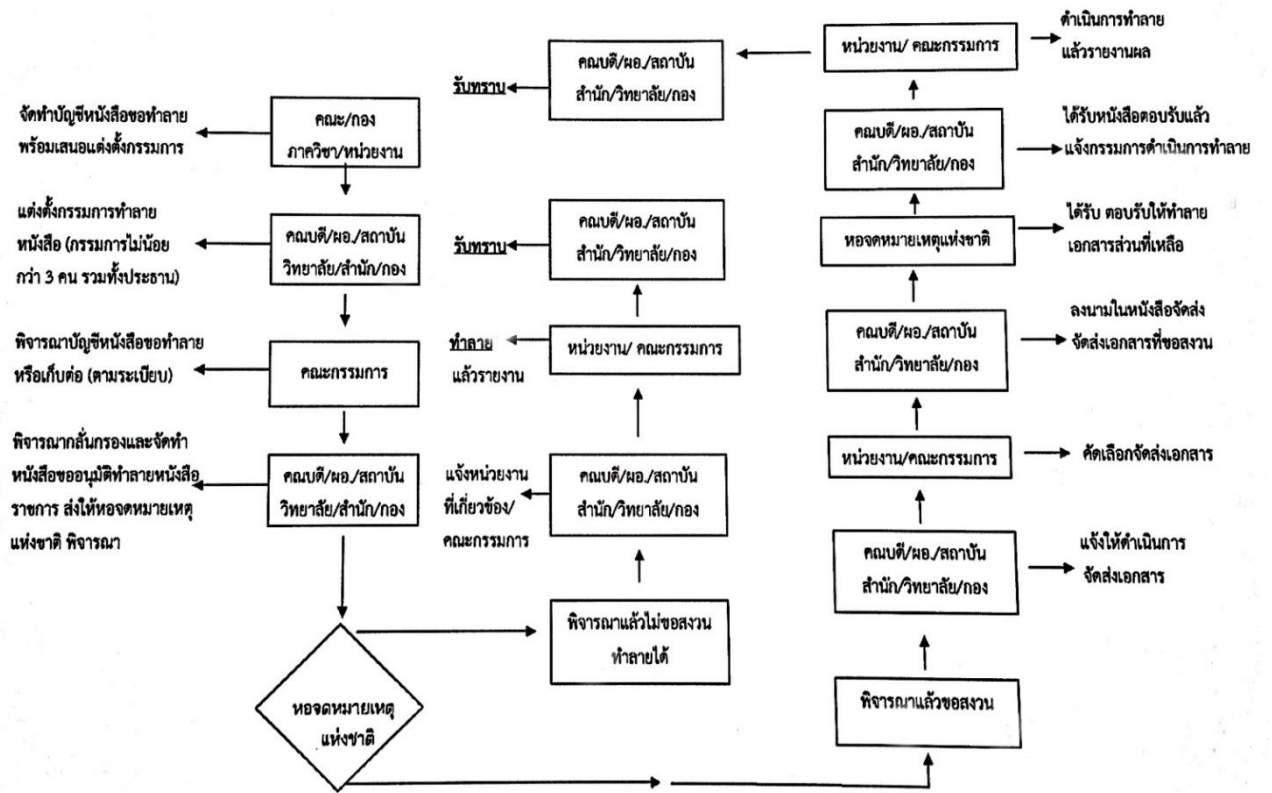 จัดทำบัญชีหนังสือขอทำลาย
พร้อมเสนอแต่งตั้งกรรมการ
คณะ/กอง
ภาควิชา/หน่วยงาน
แต่งตั้งกรรมการทำลาย
หนังสือ (กรรมการไม่น้อย
กว่า 3 คน รวมทั้งประธาน)
คณบดี/ผอ./สถาบัน
วิทยาลัย/สำนัก/กอง
พิจารณาบัญชีหนังสือขอทำลาย
หรือเก็บต่อ (ตามระเบียบ)
คณะกรรมการ
พิจารณากลั่นกรองและจัดทำ
หนังสือขออนุมัติทำลายหนังสือ
ราชการ ส่งให้หอจดหมายเหตุ
แห่งชาติ พิจารณา
คณบดี/ผอ./สถาบัน
วิทยาลัย/สำนัก/กอง
หอจดหมายเหตุ
แห่งชาติ
พิจารณาแล้วไม่ขอสงวน
ทำลายได้
แจ้งหน่วยงาน
ที่เกี่ยวข้อง/
คณะกรรมการ
คณบดี/ผอ./สถาบัน
สำนัก/วิทยาลัย/กอง
ทำลาย
แล้วรายงาน
หน่วยงาน/ คณะกรรมการ
รับทราบ
คณบดี/ผอ./สถาบัน
สำนัก/วิทยาลัย/กอง
พิจารณาแล้วขอสงวน
คณบดี/ผอ./สถาบัน
สำนัก/วิทยาลัย/กอง
แจ้งให้ดำเนินการ
จัดส่งเอกสาร
หน่วยงาน/คณะกรรมการ
คัดเลือกจัดส่งเอกสาร
คณบดี/ผอ./สถาบัน
สำนัก/วิทยาลัย/กอง
ลงนามในหนังสือจัดส่ง
จัดส่งเอกสารที่ขอสงวน
หอจดหมายเหตุแห่งชาติ
ได้รับ ตอบรับให้ทำลาย
เอกสารส่วนที่เหลือ
คณบดี/ผอ./สถาบัน
สำนัก/วิทยาลัย/กอง
ได้รับหนังสือตอบรับแล้ว
แจ้งกรรมการดำเนินการทำลาย
หน่วยงาน/ คณะกรรมการ
ดำเนินการทำลาย
แล้วรายงานผล
คณบดี/ผอ./สถาบัน
สำนัก/วิทยาลัย/กอง
รับทราบ